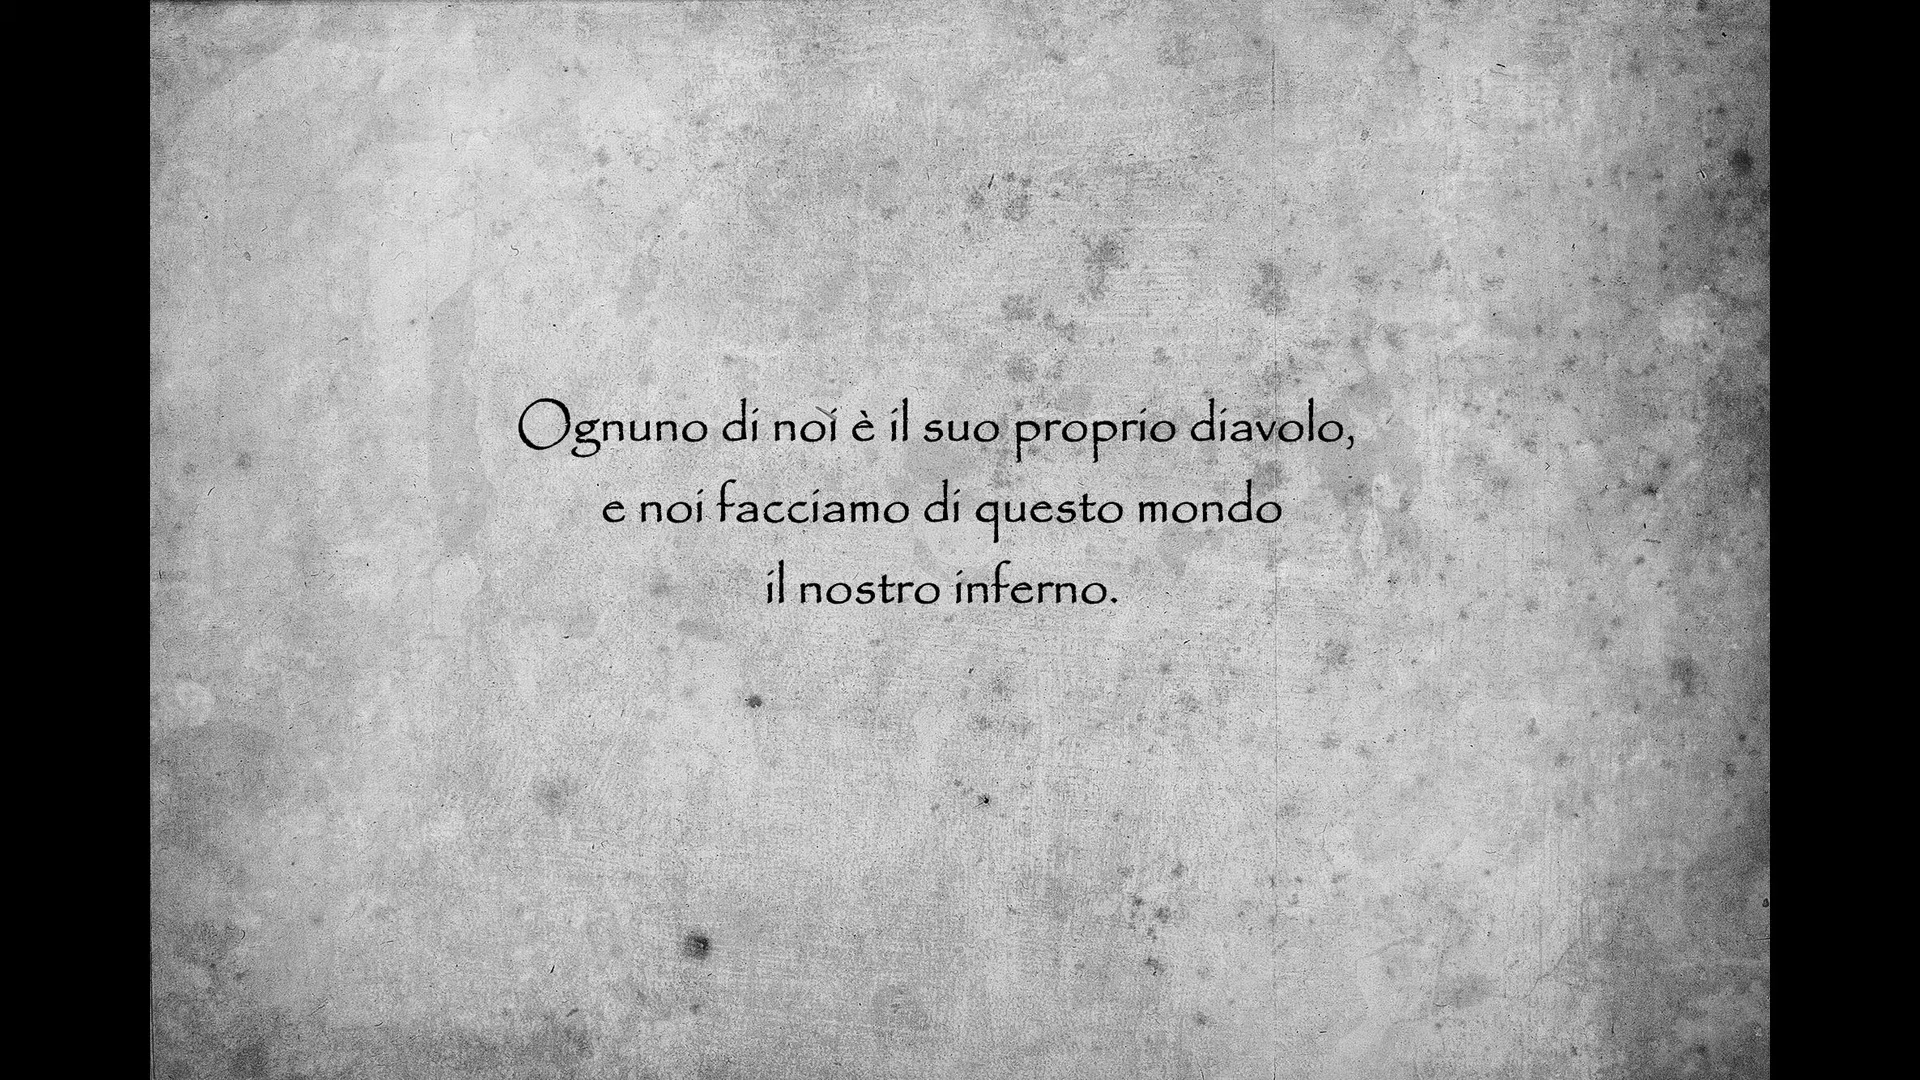 Ognuno di noi è il suo proprio diavolo,
e noi facciamo di questo mondo
il nostro inferno.